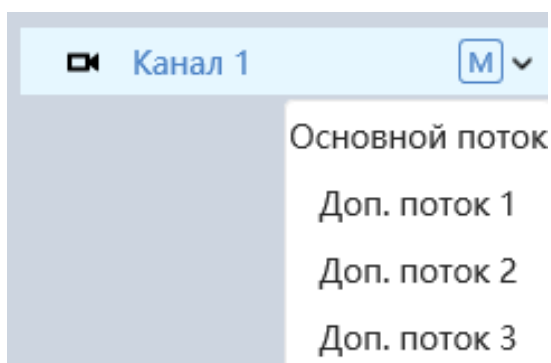 Канал 1 M
Основной поток
Доп. поток 1
Доп. поток 2
Доп. поток 3